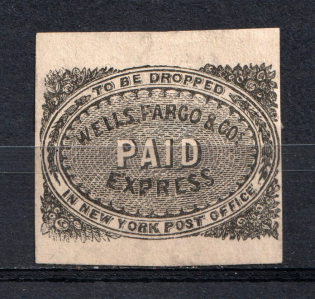 TO BE DROPPED
WELLS, FARGO & CO'S
PAID
EXPRESS
IN NEW YORK POST OFFICE